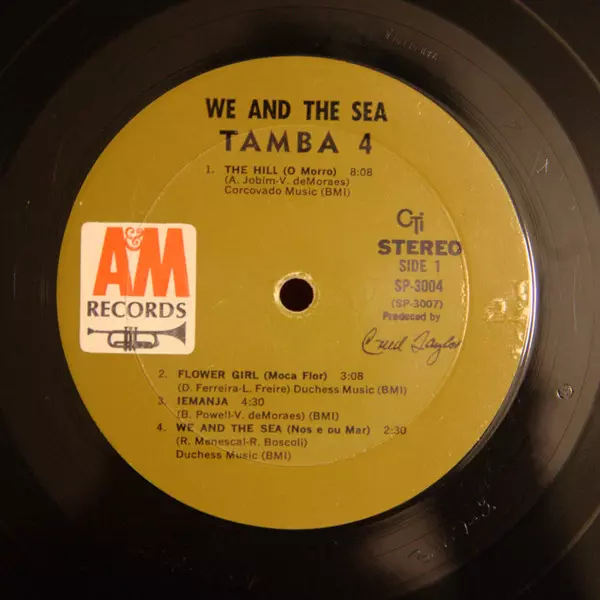 WE AND THE SEA
TAMBA 4
1. THE HILL (O Morro) 8:08
(A. Jobim-V. deMoraes)
Corcovado Music (BMI)
CTi
STEREO
SIDE 1
SP-3004
(SP-3007)
Produced by
Creed Taylor
A&M
RECORDS
2. FLOWER GIRL (Moca Flor) 3:08
(D. Ferreira-L. Freire) Duchess Music (BMI)
3. IEMANJA 4:30
(B. Powell-V. deMoraes) (BMI)
4. WE AND THE SEA (Nos e ou Mar) 2:30
(R. Menescal-R. Boscoli)
Duchess Music (BMI)